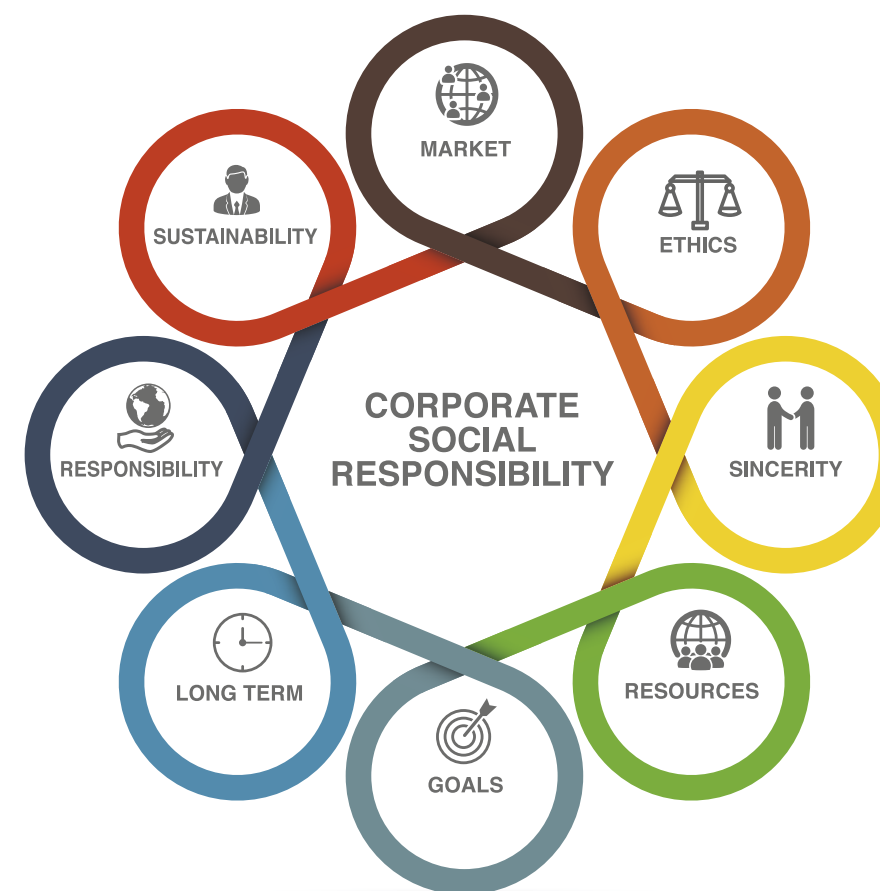 MARKET
SUSTAINABILITY
ETHICS
CORPORATE
SOCIAL
RESPONSIBILITY
RESPONSIBILITY
SINCERITY
LONG TERM
RESOURCES
GOALS